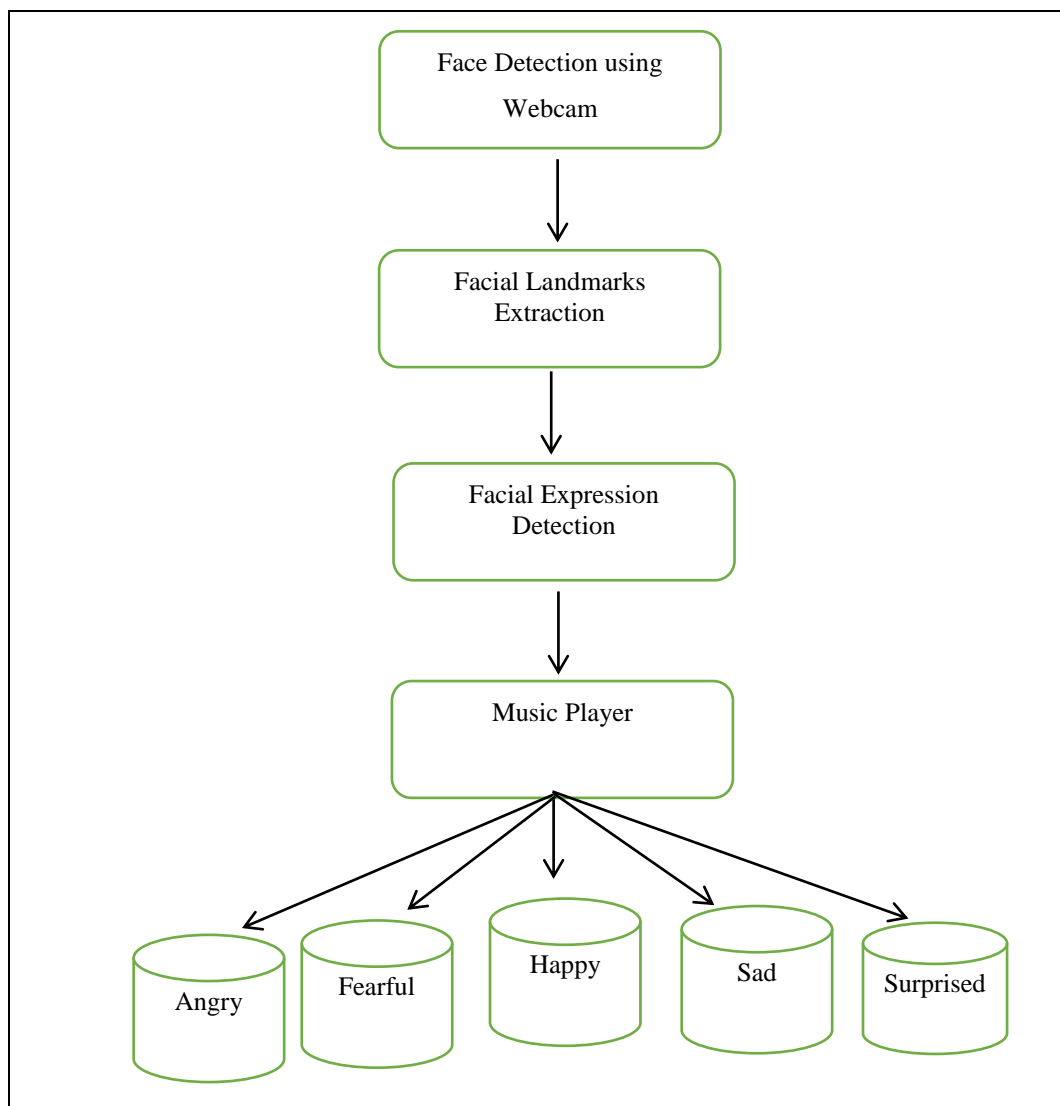 Face Detection using
Webcam
Facial Landmarks
Extraction
Facial Expression
Detection
Music Player
Angry
Fearful
Happy
Sad
Surprised